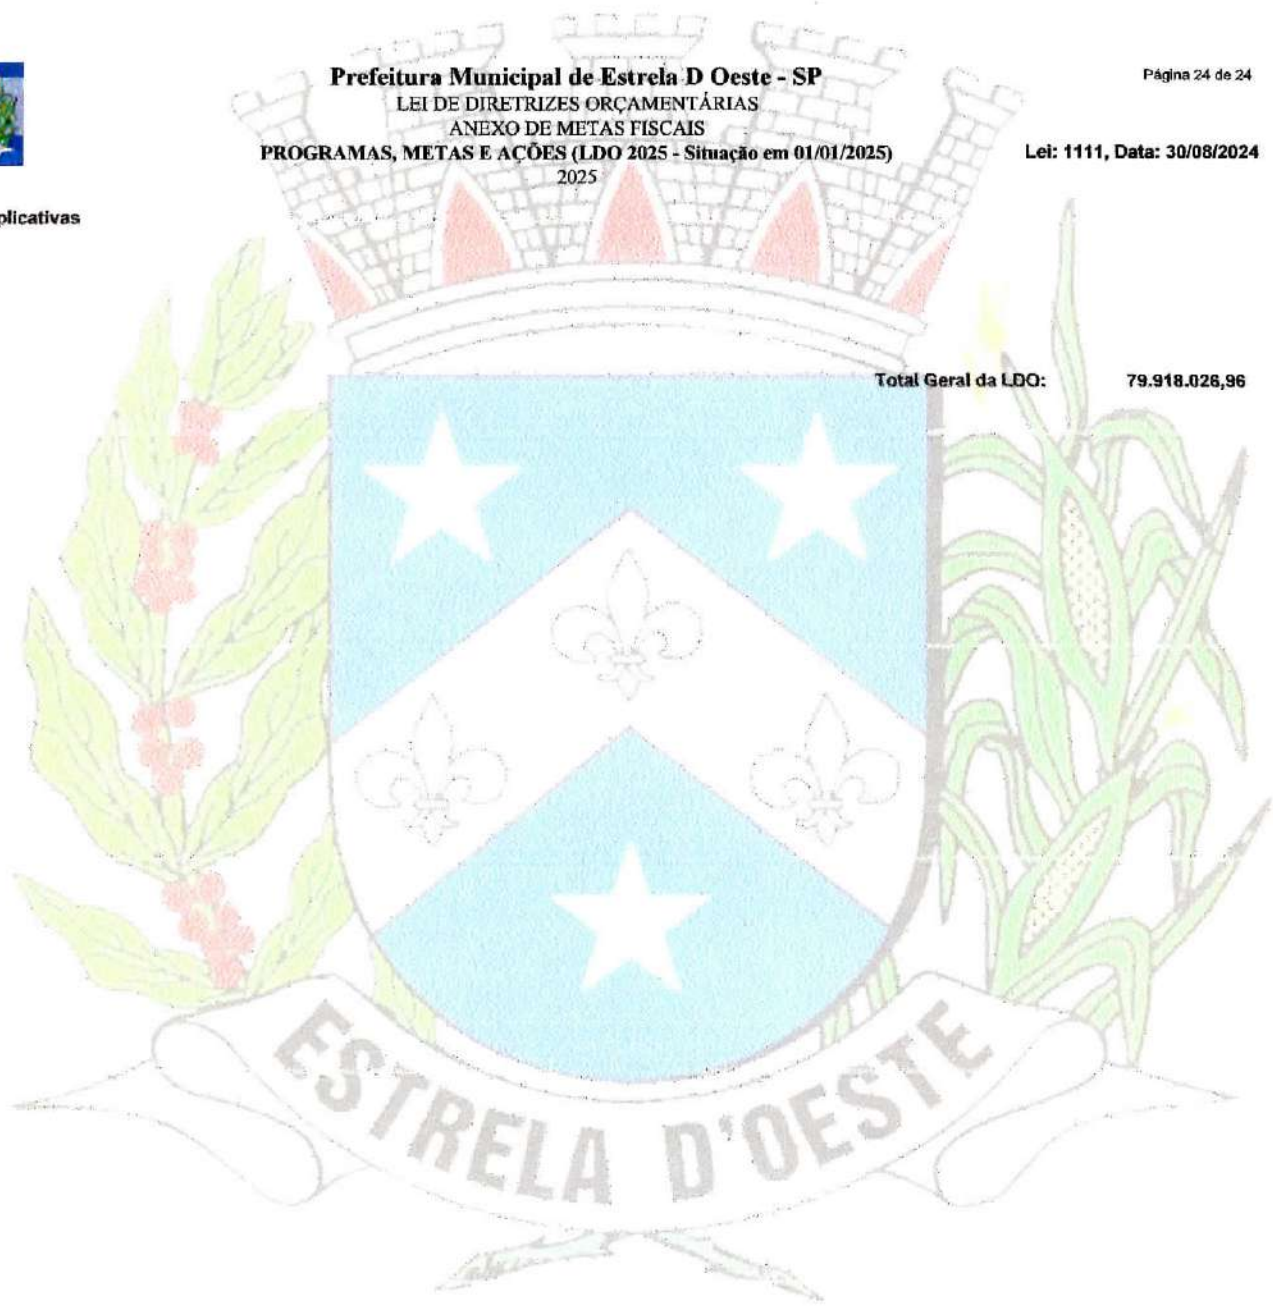 Prefeitura Municipal de Estrela D Oeste - SP
Página 24 de 24
LEI DE DIRETRIZES ORÇAMENTÁRIAS
ANEXO DE METAS FISCAIS
PROGRAMAS, METAS E AÇÕES (LDO 2025 - Situação em 01/01/2025)
Lei: 1111, Data: 30/08/2024
2025
plicativas
Total Geral da LDO: 79.918.026,96
ESTRELA D'OESTE